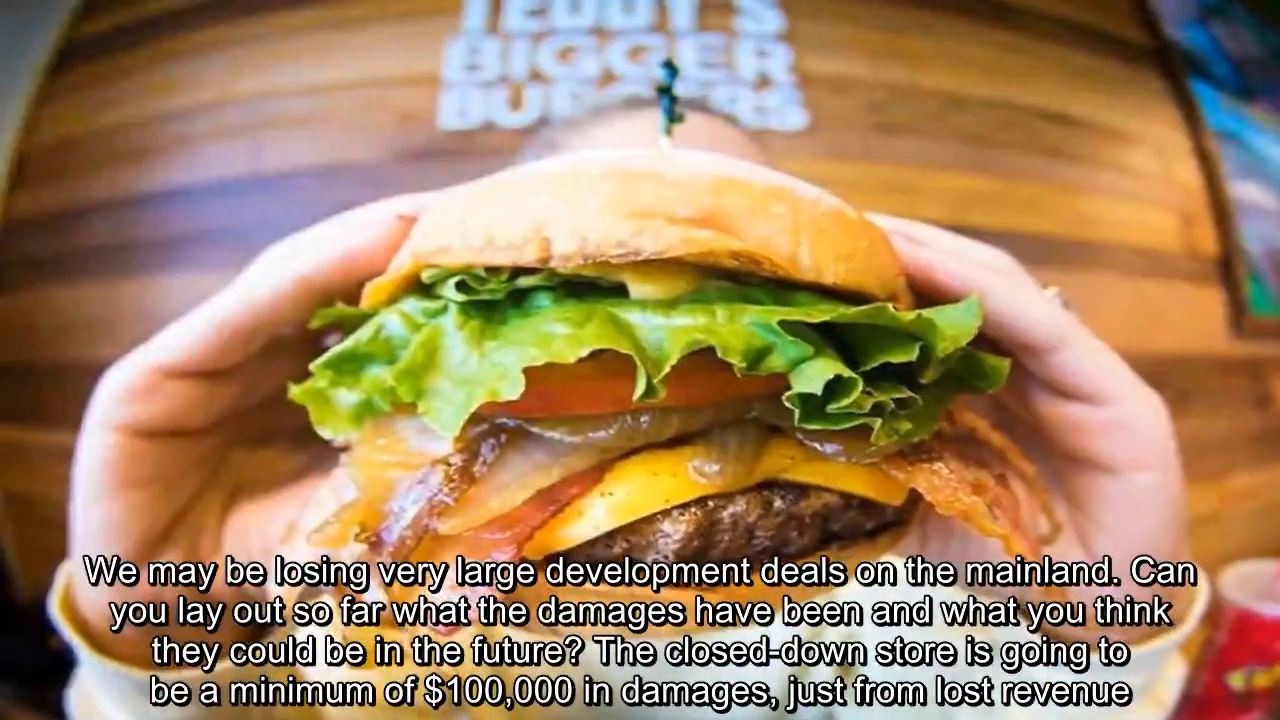 TEDDY'S
BIGGER
BURGERS
We may be losing very large development deals on the mainland. Can
you lay out so far what the damages have been and what you think
they could be in the future? The closed-down store is going to
be a minimum of $100,000 in damages, just from lost revenue